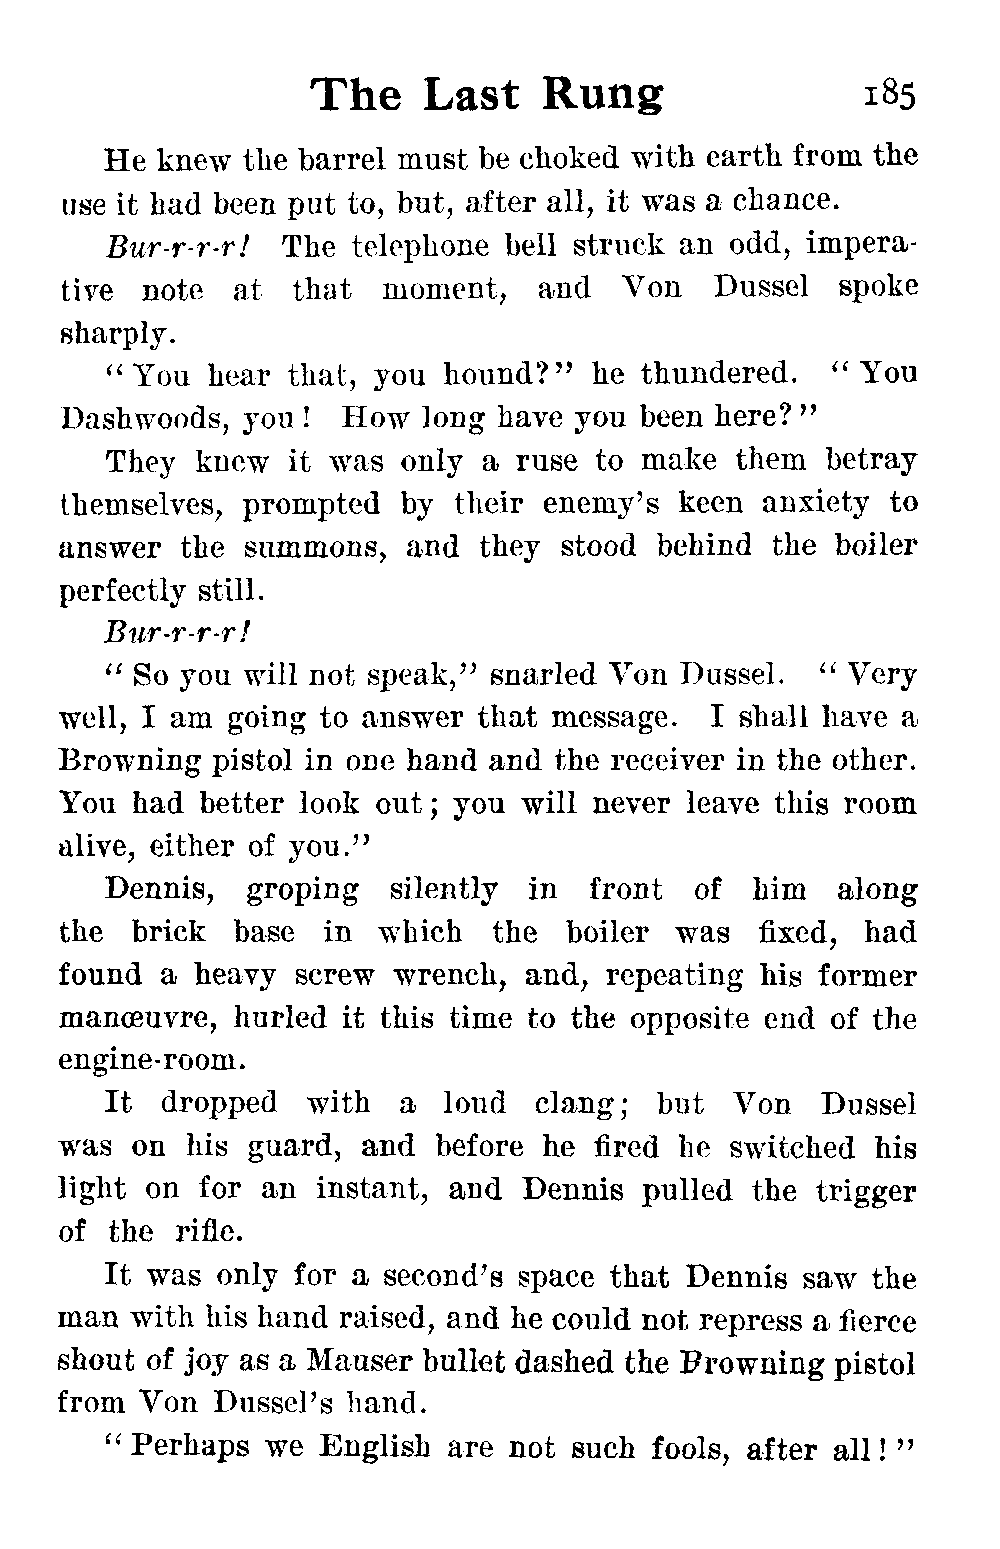 The Last Rung 185
He knew the barrel must be choked with earth from the
use it had been put to, but, after all, it was a chance.
Bur-r-r-r! The telephone bell struck an odd, impera-
tive note at that moment, and Von Dussel spoke
sharply.
“You hear that, you hound?” he thundered. “You
Dashwoods, you! How long have you been here?”
They knew it was only a ruse to make them betray
themselves, prompted by their enemy’s keen anxiety to
answer the summons, and they stood behind the boiler
perfectly still.
Bur-r-r-r!
“So you will not speak,” snarled Von Dussel. “Very
well, I am going to answer that message. I shall have a
Browning pistol in one hand and the receiver in the other.
You had better look out; you will never leave this room
alive, either of you.”
Dennis, groping silently in front of him along
the brick base in which the boiler was fixed, had
found a heavy screw wrench, and, repeating his former
manœuvre, hurled it this time to the opposite end of the
engine-room.
It dropped with a loud clang; but Von Dussel
was on his guard, and before he fired he switched his
light on for an instant, and Dennis pulled the trigger
of the rifle.
It was only for a second’s space that Dennis saw the
man with his hand raised, and he could not repress a fierce
shout of joy as a Mauser bullet dashed the Browning pistol
from Von Dussel’s hand.
“Perhaps we English are not such fools, after all!”